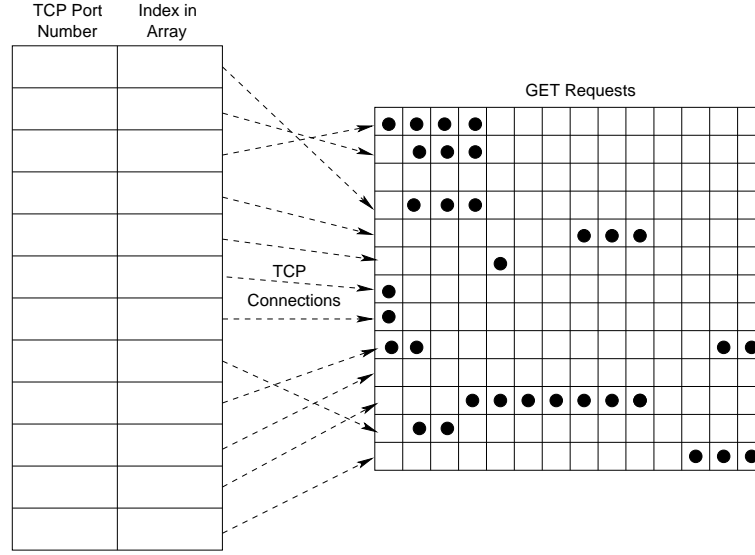 TCP Port
Number
Index in
Array
GET Requests
TCP
Connections